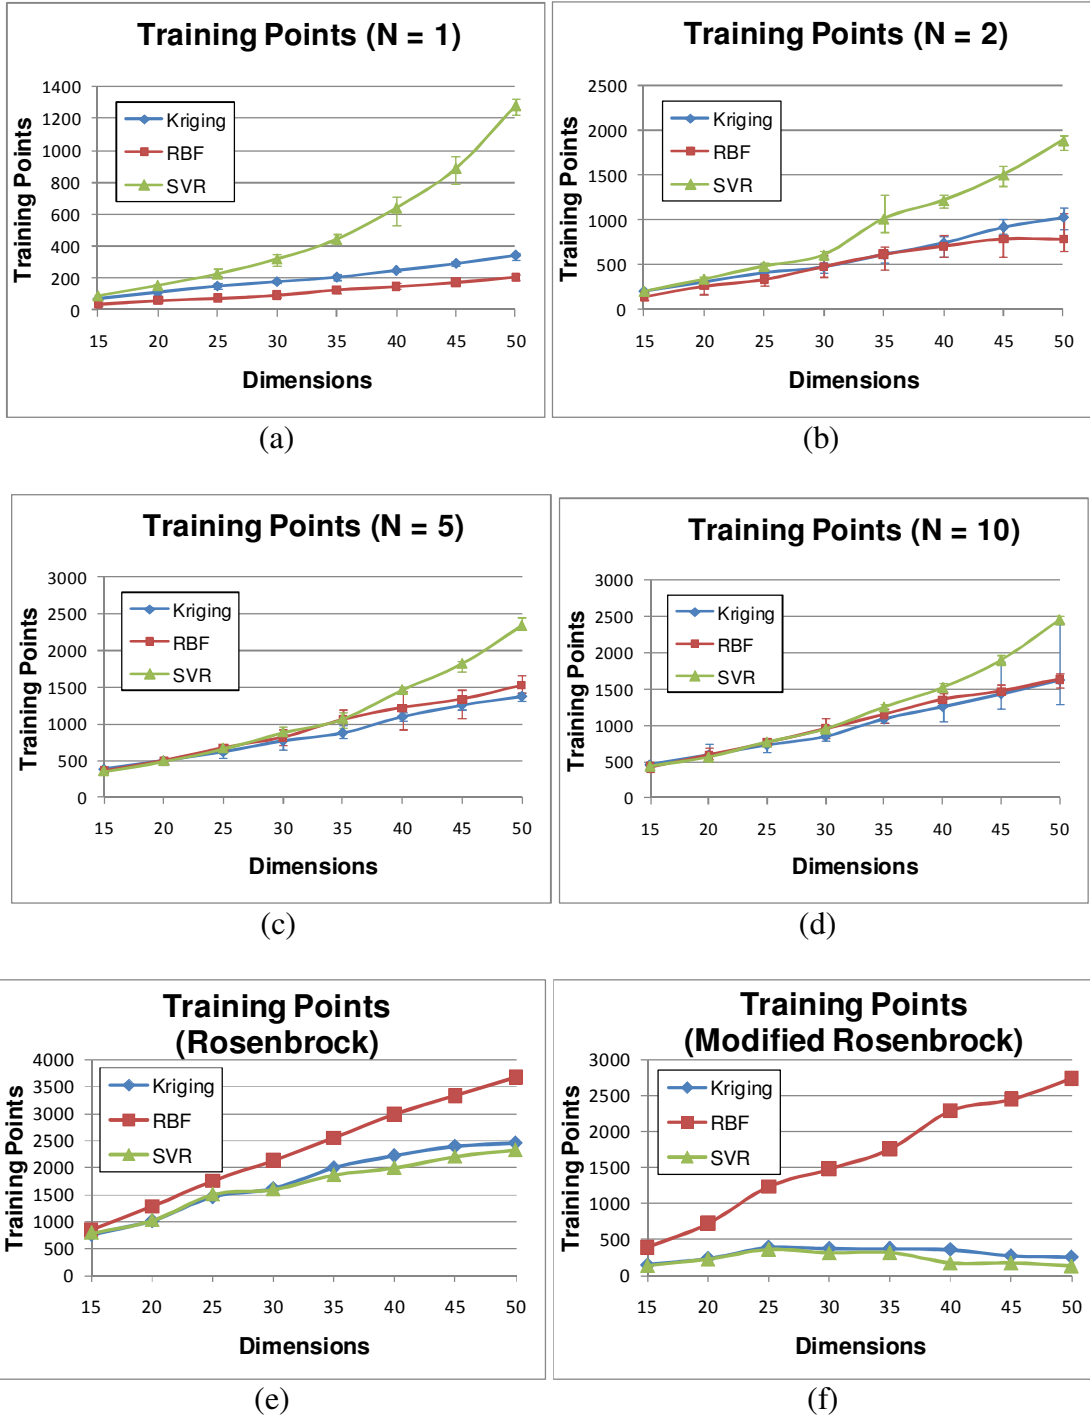 Training Points (N = 1)
Training Points
1400
1200
1000
800
600
400
200
0
Kriging
RBF
SVR
15 20 25 30 35 40 45 50
Dimensions
(a)
Training Points (N = 2)
Training Points
2500
2000
1500
1000
500
0
Kriging
RBF
SVR
15 20 25 30 35 40 45 50
Dimensions
(b)
Training Points (N = 5)
Training Points
3000
2500
2000
1500
1000
500
0
Kriging
RBF
SVR
15 20 25 30 35 40 45 50
Dimensions
(c)
Training Points (N = 10)
Training Points
3000
2500
2000
1500
1000
500
0
Kriging
RBF
SVR
15 20 25 30 35 40 45 50
Dimensions
(d)
Training Points
(Rosenbrock)
Training Points
4000
3500
3000
2500
2000
1500
1000
500
0
Kriging
RBF
SVR
15 20 25 30 35 40 45 50
Dimensions
(e)
Training Points
(Modified Rosenbrock)
Training Points
3000
2500
2000
1500
1000
500
0
Kriging
RBF
SVR
15 20 25 30 35 40 45 50
Dimensions
(f)